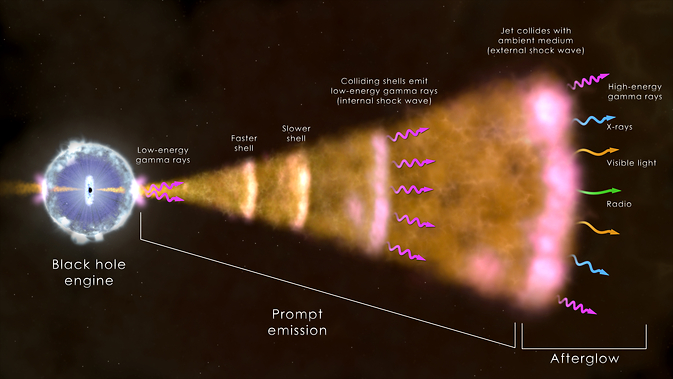 Jet collides with
ambient medium
(external shock wave)
Colliding shells emit
low-energy gamma rays
(internal shock wave)
High-energy
gamma rays
X-rays
Slower
shell
Faster
shell
Low-energy
gamma rays
Visible light
Radio
Black hole
engine
Prompt
emission
Afterglow